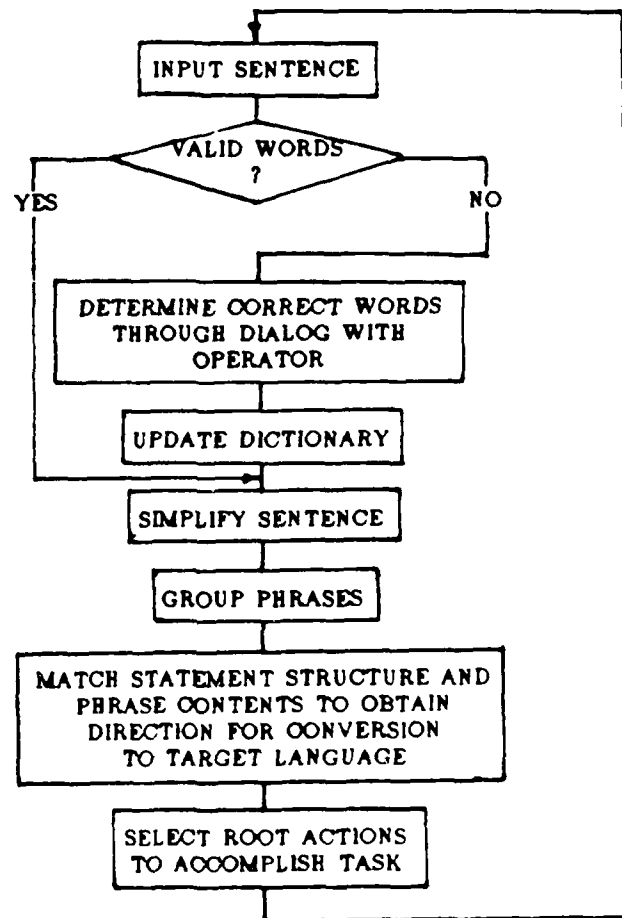 INPUT SENTENCE
VALID WORDS
?
YES
NO
DETERMINE CORRECT WORDS
THROUGH DIALOG WITH
OPERATOR
UPDATE DICTIONARY
SIMPLIFY SENTENCE
GROUP PHRASES
MATCH STATEMENT STRUCTURE AND
PHRASE CONTENTS TO OBTAIN
DIRECTION FOR CONVERSION
TO TARGET LANGUAGE
SELECT ROOT ACTIONS
TO ACCOMPLISH TASK